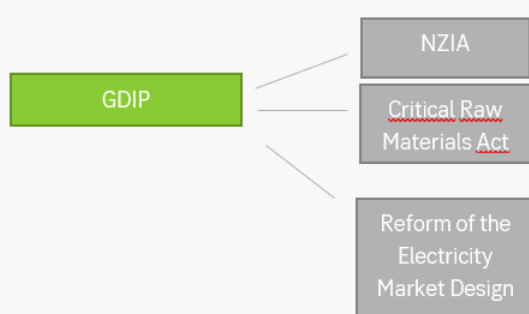 GDIP
NZIA
Critical Raw
Materials Act
Reform of the
Electricity
Market Design